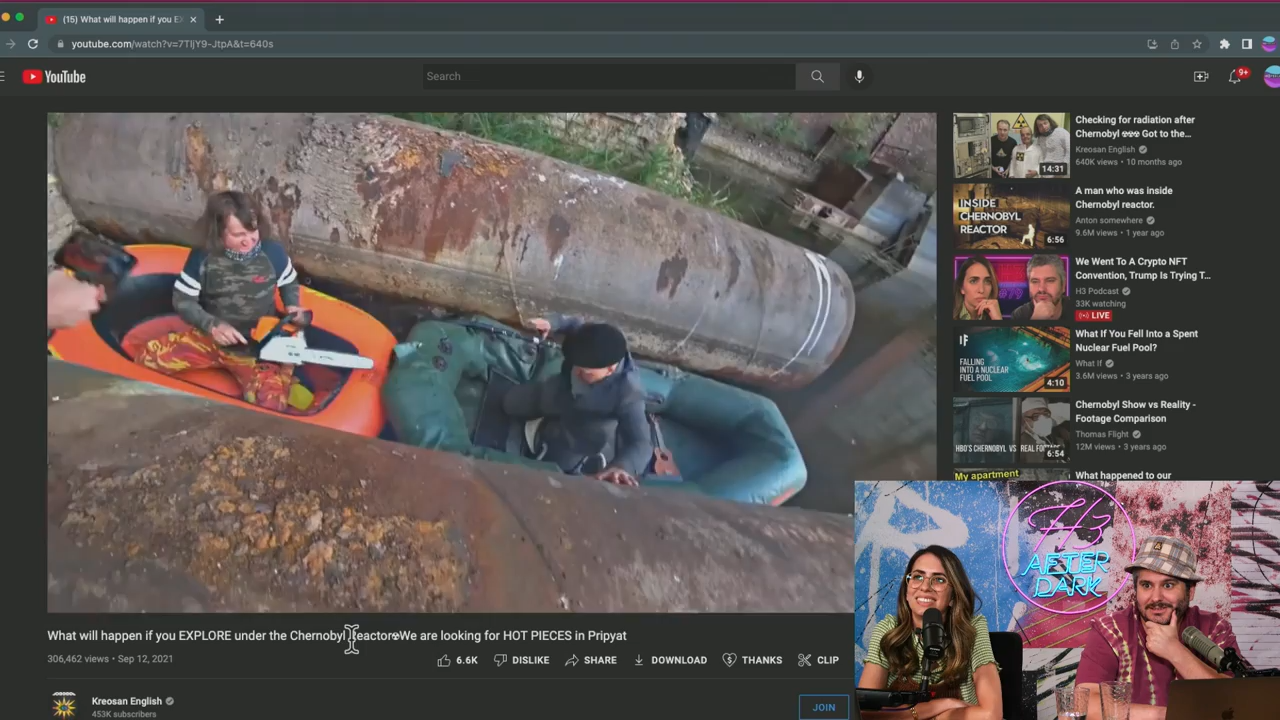 (15) What will happen if you EX
youtube.com/watch?v=7TIjY9-JtpA&t=640s
YouTube
Search
9+
Checking for radiation after
Chernobyl ☢☢☢ Got to the...
Kreosan English
640K views • 10 months ago
14:31
A man who was inside
Chernobyl reactor.
Anton somewhere
9.6M views • 1 year ago
INSIDE
CHERNOBYL
REACTOR
6:56
We Went To A Crypto NFT
Convention, Trump Is Trying T...
H3 Podcast
33K watching
LIVE
#79
What If You Fell Into a Spent
Nuclear Fuel Pool?
What If
3.6M views • 3 years ago
IF
FALLING
INTO A NUCLEAR
FUEL POOL
4:10
Chernobyl Show vs Reality -
Footage Comparison
Thomas Flight
12M views • 3 years ago
HBO'S CHERNOBYL VS REAL FO
6:54
My apartment
What happened to our
H3
AFTER
DARK
What will happen if you EXPLORE under the Chernobyl Reactor☢We are looking for HOT PIECES in Pripyat
306,462 views • Sep 12, 2021
6.6K
DISLIKE
SHARE
DOWNLOAD
THANKS
CLIP
Kreosan English
453K subscribers
JOIN